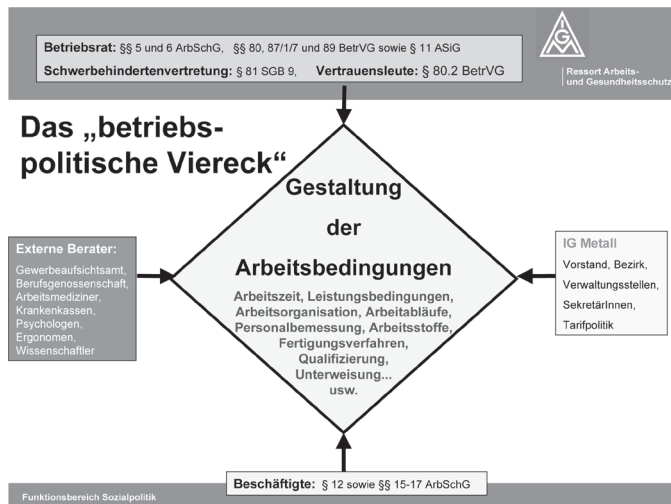 Betriebsrat: §§ 5 und 6 ArbSchG, §§ 80, 87/1/7 und 89 BetrVG sowie § 11 ASiG
Schwerbehindertenvertretung: § 81 SGB 9, Vertrauensleute: § 80.2 BetrVG
IGM
Ressort Arbeits-
und Gesundheitsschutz
Das „betriebs-
politische Viereck“
Gestaltung
der
Arbeitsbedingungen
Arbeitszeit, Leistungsbedingungen,
Arbeitsorganisation, Arbeitabläufe,
Personalbemessung, Arbeitsstoffe,
Fertigungsverfahren,
Qualifizierung,
Unterweisung...
usw.
Externe Berater:
Gewerbeaufsichtsamt,
Berufsgenossenschaft,
Arbeitsmediziner,
Krankenkassen,
Psychologen,
Ergonomen,
Wissenschaftler
IG Metall
Vorstand, Bezirk,
Verwaltungsstellen,
SekretärInnen,
Tarifpolitik
Beschäftigte: § 12 sowie §§ 15-17 ArbSchG
Funktionsbereich Sozialpolitik